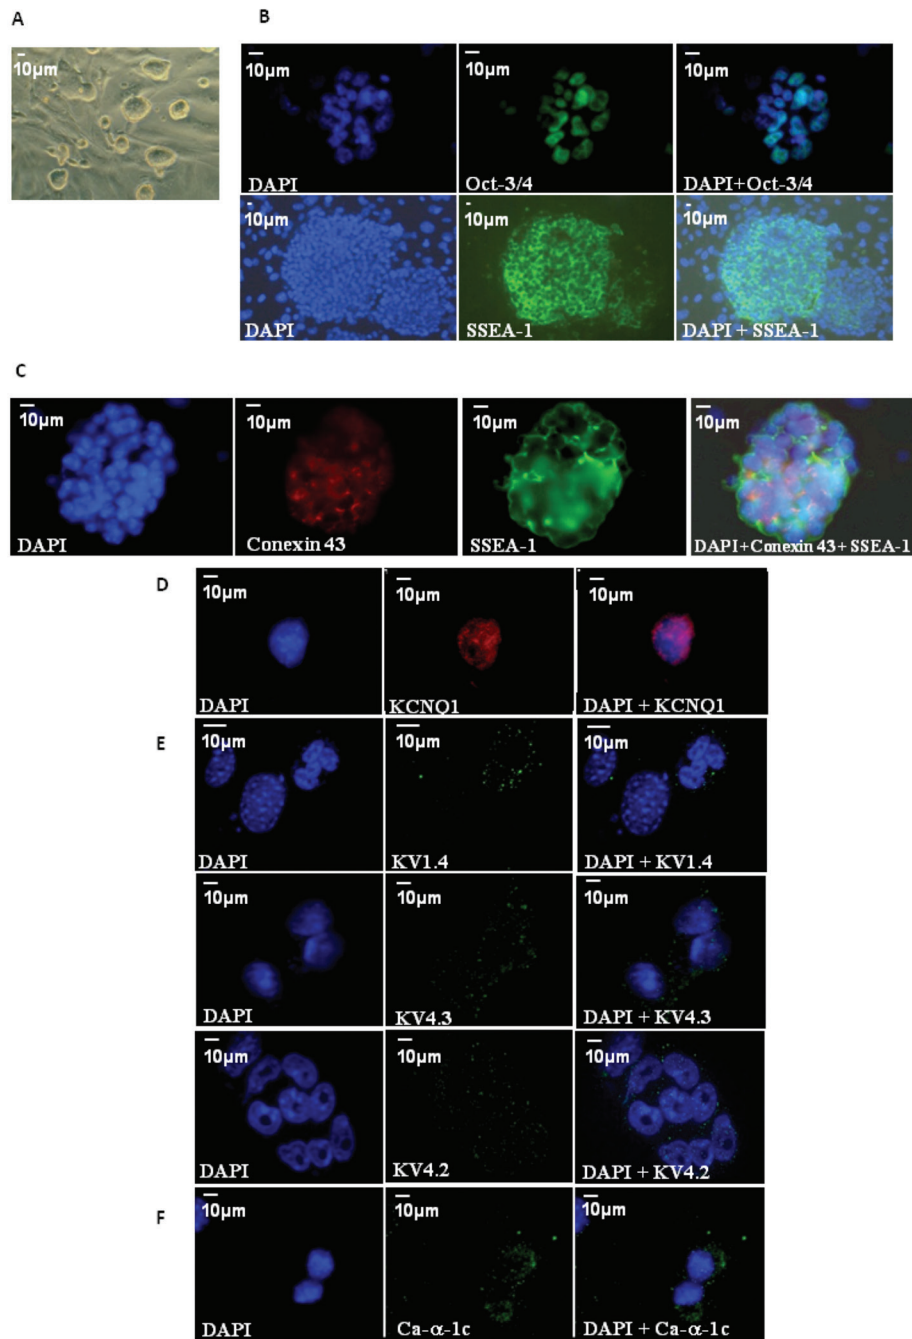 A
B
10µm
10µm
10µm
10µm
DAPI
Oct-3/4
DAPI+Oct-3/4
10µm
10µm
10µm
DAPI
SSEA-1
DAPI + SSEA-1
C
10µm
10µm
10µm
10µm
DAPI
Conexin 43
SSEA-1
DAPI+Conexin 43+ SSEA-1
D
10µm
10µm
10µm
DAPI
KCNQ1
DAPI + KCNQ1
E
10µm
10µm
10µm
DAPI
KV1.4
DAPI + KV1.4
10µm
10µm
10µm
DAPI
KV4.3
DAPI + KV4.3
10µm
10µm
10µm
DAPI
KV4.2
DAPI + KV4.2
F
10µm
10µm
10µm
DAPI
Ca-α-1c
DAPI + Ca-α-1c